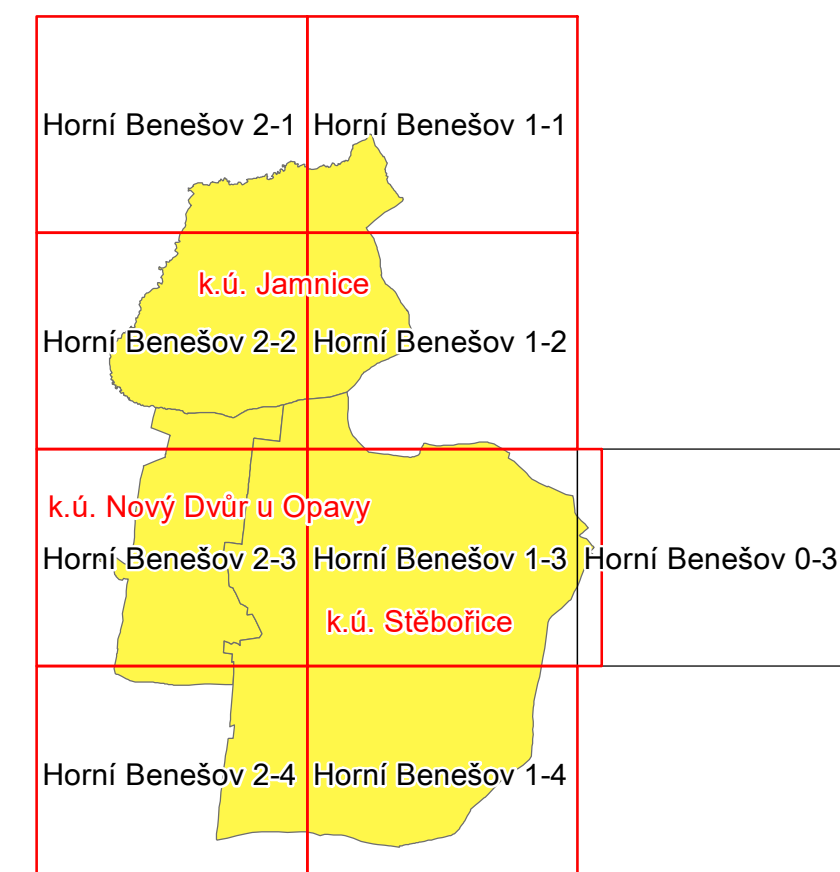 Horní Benešov 2-1
Horní Benešov 1-1
k.ú. Jamnice
Horní Benešov 2-2
Horní Benešov 1-2
k.ú. Nový Dvůr u Opavy
Horní Benešov 2-3
Horní Benešov 1-3
Horní Benešov 0-3
k.ú. Stěbořice
Horní Benešov 2-4
Horní Benešov 1-4